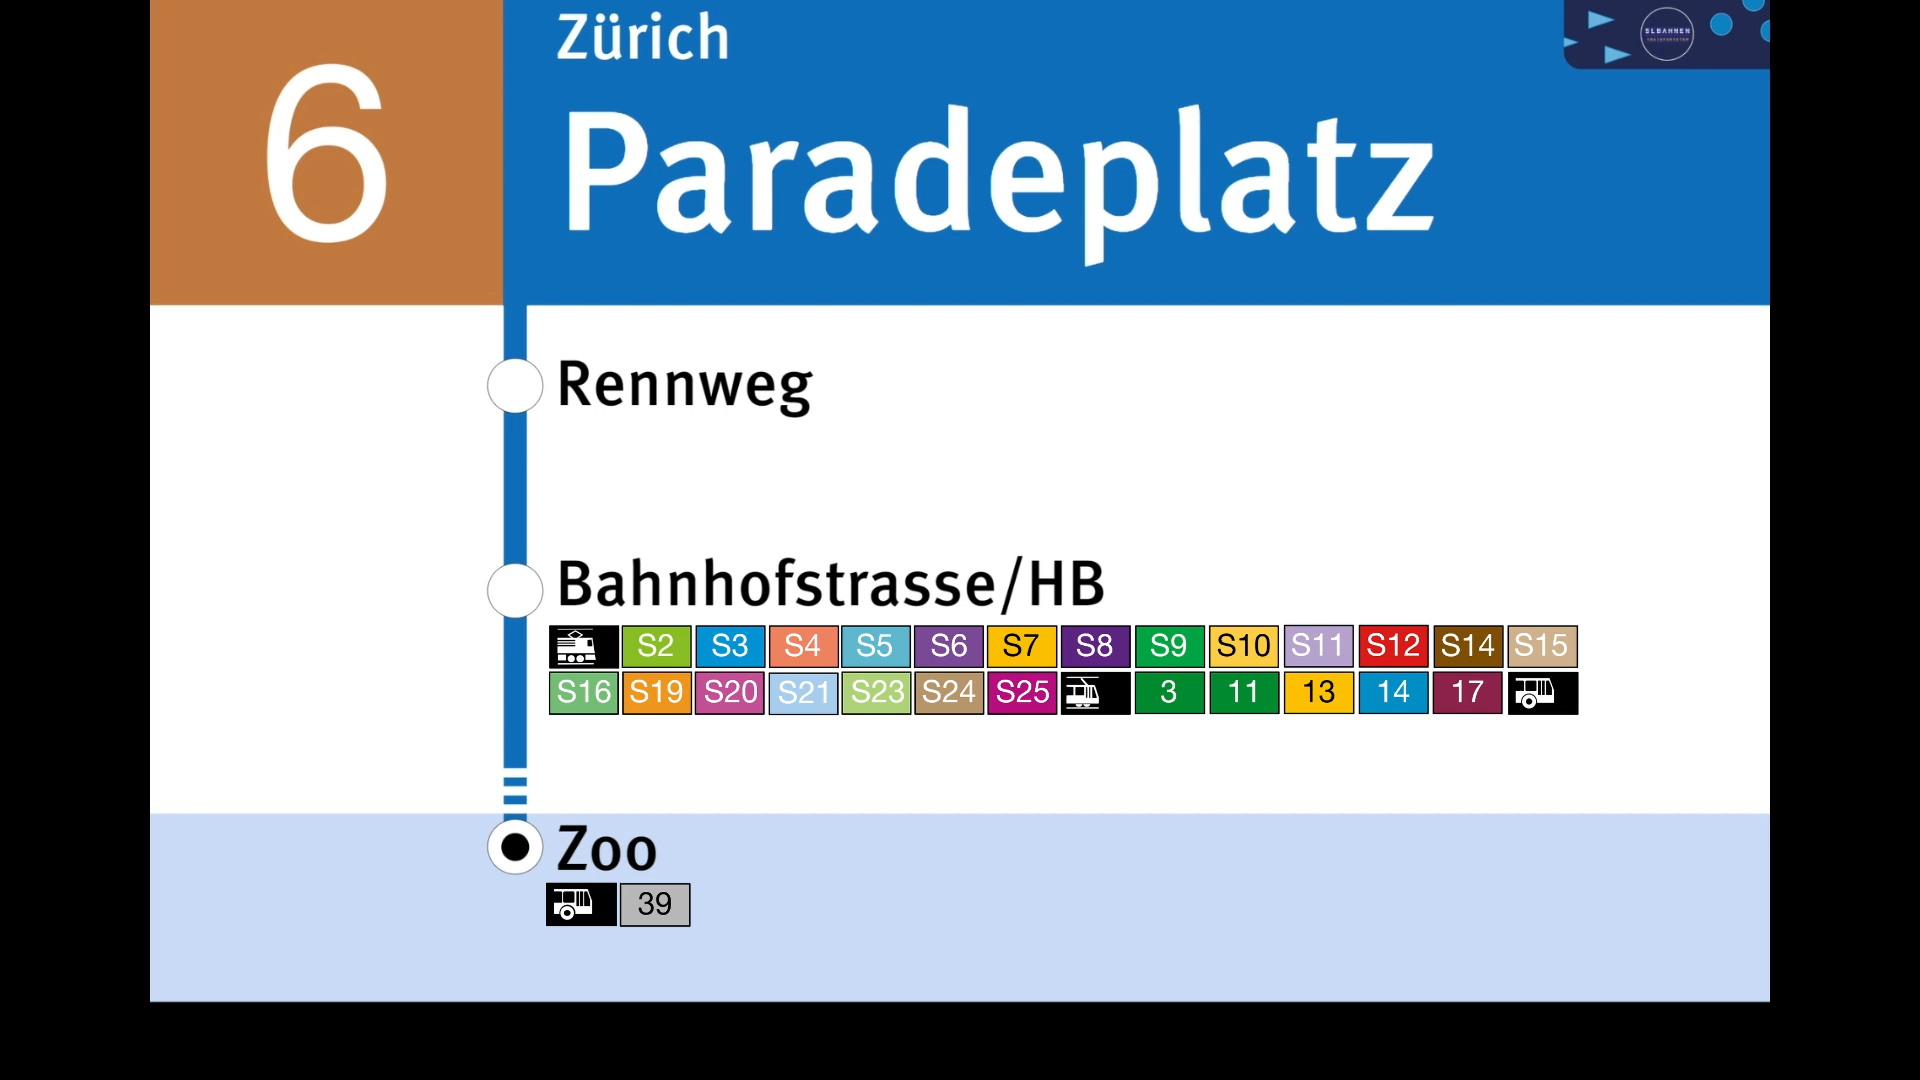 6
Zürich
Paradeplatz
SLBAHNEN
Rennweg
Bahnhofstrasse/HB
S2 S3 S4 S5 S6 S7 S8 S9 S10 S11 S12 S14 S15
S16 S19 S20 S21 S23 S24 S25 3 11 13 14 17
Zoo
39